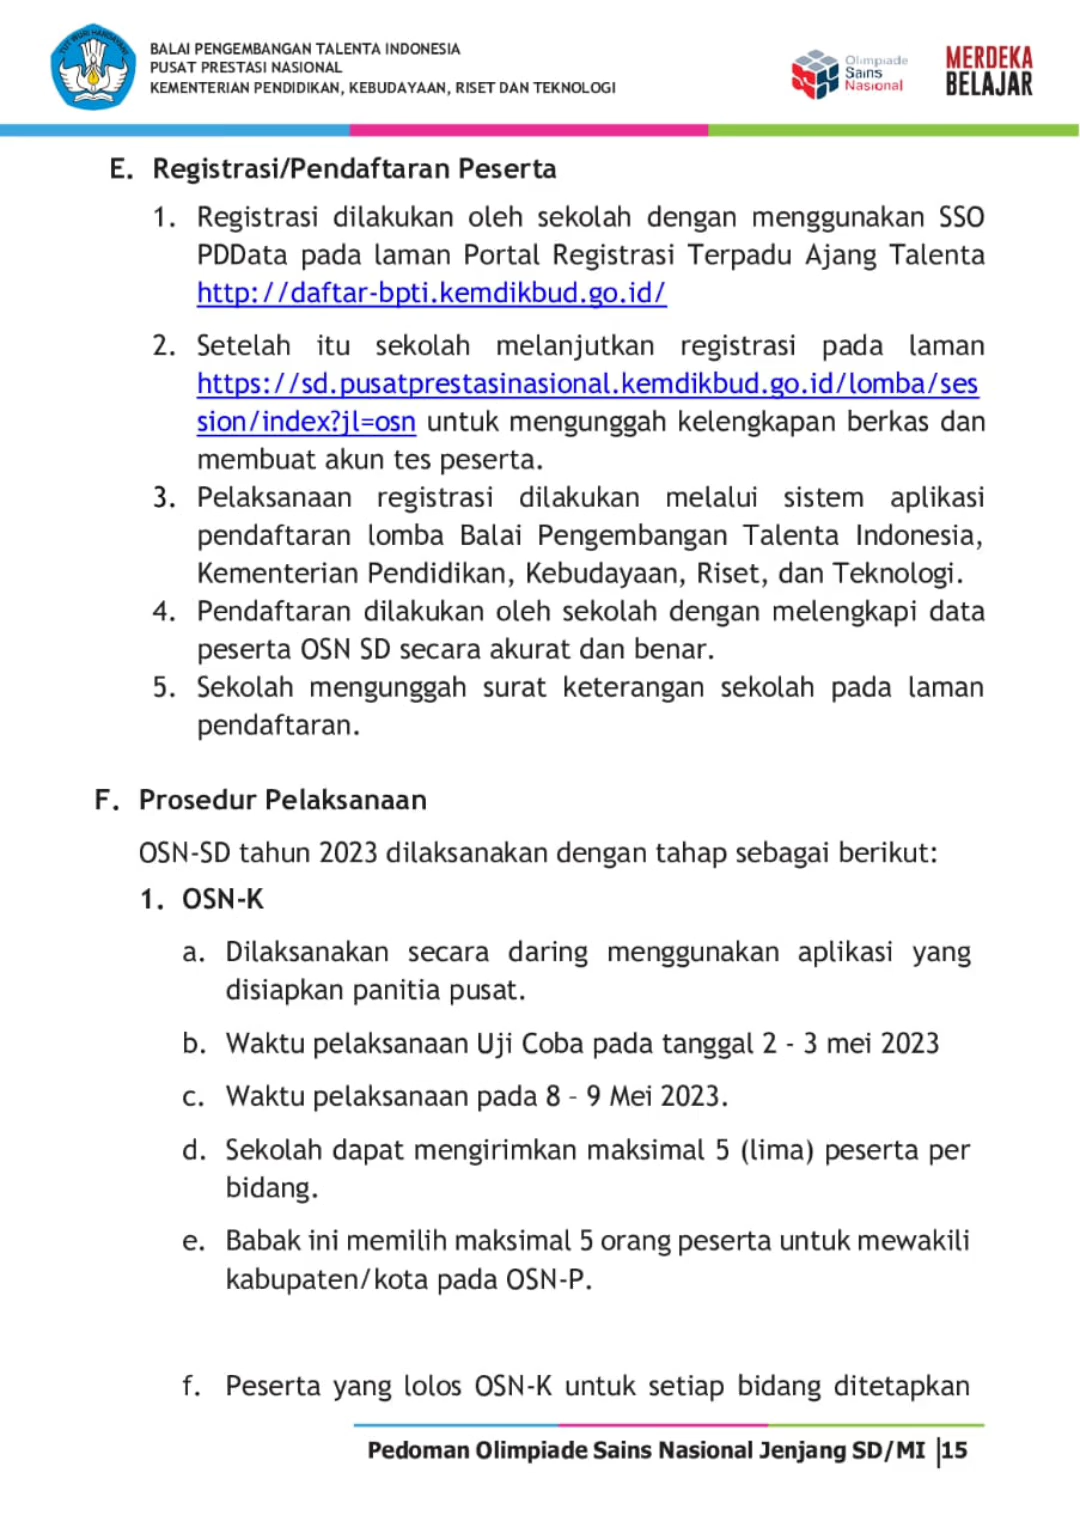 TUT WURI HANDAYANI
BALAI PENGEMBANGAN TALENTA INDONESIA
PUSAT PRESTASI NASIONAL
KEMENTERIAN PENDIDIKAN, KEBUDAYAAN, RISET DAN TEKNOLOGI
Olimpiade
Sains
Nasional
MERDEKA
BELAJAR
E. Registrasi/Pendaftaran Peserta
1. Registrasi dilakukan oleh sekolah dengan menggunakan SSO
PDData pada laman Portal Registrasi Terpadu Ajang Talenta
http://daftar-bpti.kemdikbud.go.id/
2. Setelah itu sekolah melanjutkan registrasi pada laman
https://sd.pusatprestasinasional.kemdikbud.go.id/lomba/ses
sion/index?jl=osn untuk mengunggah kelengkapan berkas dan
membuat akun tes peserta.
3. Pelaksanaan registrasi dilakukan melalui sistem aplikasi
pendaftaran lomba Balai Pengembangan Talenta Indonesia,
Kementerian Pendidikan, Kebudayaan, Riset, dan Teknologi.
4. Pendaftaran dilakukan oleh sekolah dengan melengkapi data
peserta OSN SD secara akurat dan benar.
5. Sekolah mengunggah surat keterangan sekolah pada laman
pendaftaran.
F. Prosedur Pelaksanaan
OSN-SD tahun 2023 dilaksanakan dengan tahap sebagai berikut:
1. OSN-K
a. Dilaksanakan secara daring menggunakan aplikasi yang
disiapkan panitia pusat.
b. Waktu pelaksanaan Uji Coba pada tanggal 2 - 3 mei 2023
c. Waktu pelaksanaan pada 8 – 9 Mei 2023.
d. Sekolah dapat mengirimkan maksimal 5 (lima) peserta per
bidang.
e. Babak ini memilih maksimal 5 orang peserta untuk mewakili
kabupaten/kota pada OSN-P.
f. Peserta yang lolos OSN-K untuk setiap bidang ditetapkan
Pedoman Olimpiade Sains Nasional Jenjang SD/MI |15